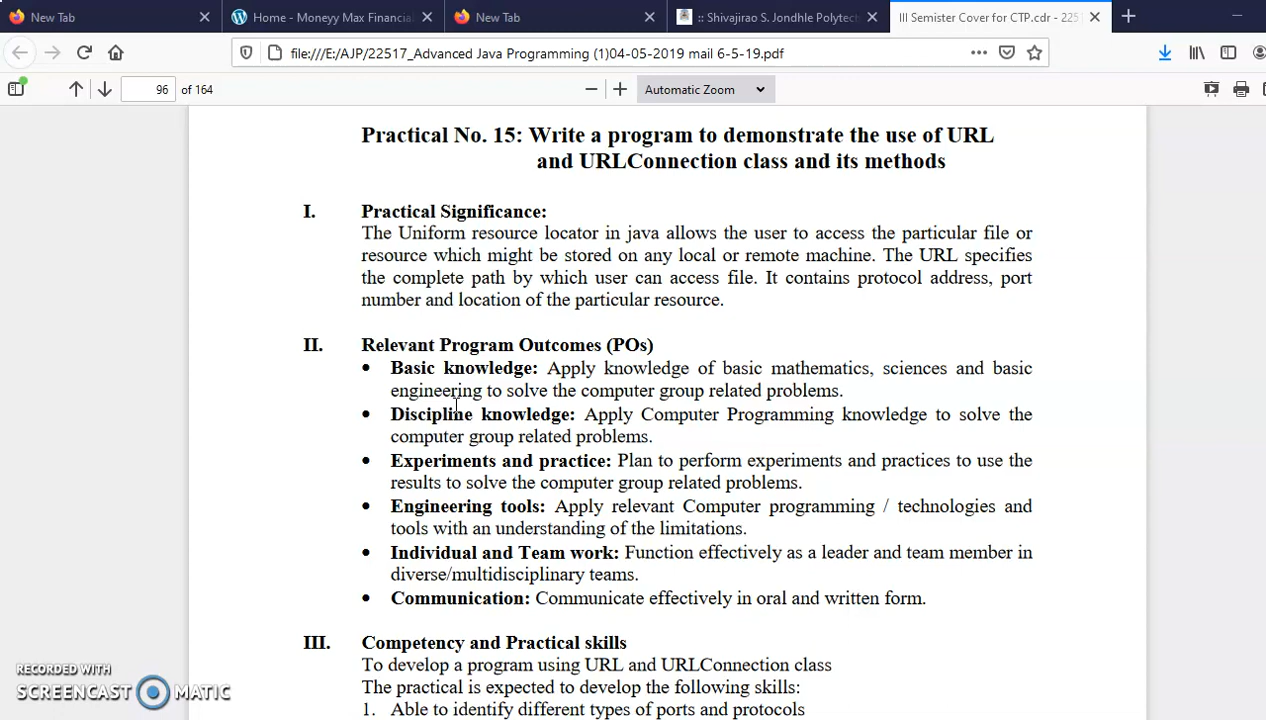 New Tab
Home - Moneyy Max Financial
New Tab
:: Shivajirao S. Jondhle Polytech
III Semister Cover for CTP.cdr - 225
file:///E:/AJP/22517_Advanced Java Programming (1)04-05-2019 mail 6-5-19.pdf
96 of 164
Automatic Zoom
Practical No. 15: Write a program to demonstrate the use of URL
and URLConnection class and its methods
I. Practical Significance:
The Uniform resource locator in java allows the user to access the particular file or
resource which might be stored on any local or remote machine. The URL specifies
the complete path by which user can access file. It contains protocol address, port
number and location of the particular resource.
II. Relevant Program Outcomes (POs)
• Basic knowledge: Apply knowledge of basic mathematics, sciences and basic
engineering to solve the computer group related problems.
• Discipline knowledge: Apply Computer Programming knowledge to solve the
computer group related problems.
• Experiments and practice: Plan to perform experiments and practices to use the
results to solve the computer group related problems.
• Engineering tools: Apply relevant Computer programming / technologies and
tools with an understanding of the limitations.
• Individual and Team work: Function effectively as a leader and team member in
diverse/multidisciplinary teams.
• Communication: Communicate effectively in oral and written form.
III. Competency and Practical skills
To develop a program using URL and URLConnection class
The practical is expected to develop the following skills:
1. Able to identify different types of ports and protocols
RECORDED WITH
SCREENCAST MATIC